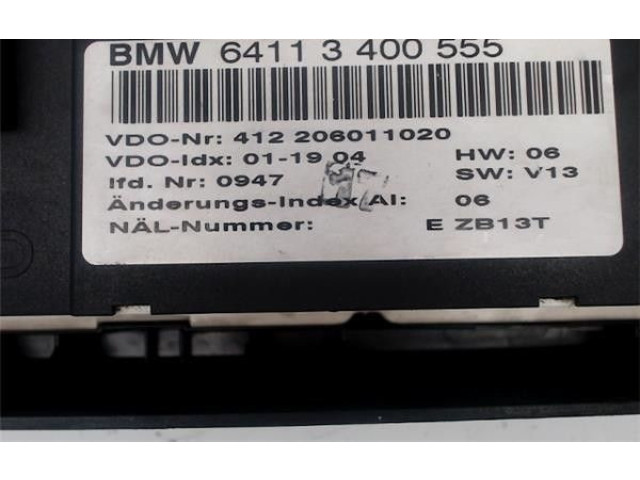 BMW 6411 3 400 555
VDO-Nr: 412 206011020
VDO-Idx: 01-19 04 HW: 06
lfd. Nr: 0947 SW: V13
Änderungs-Index AI: 06
NÄL-Nummer: E ZB13T